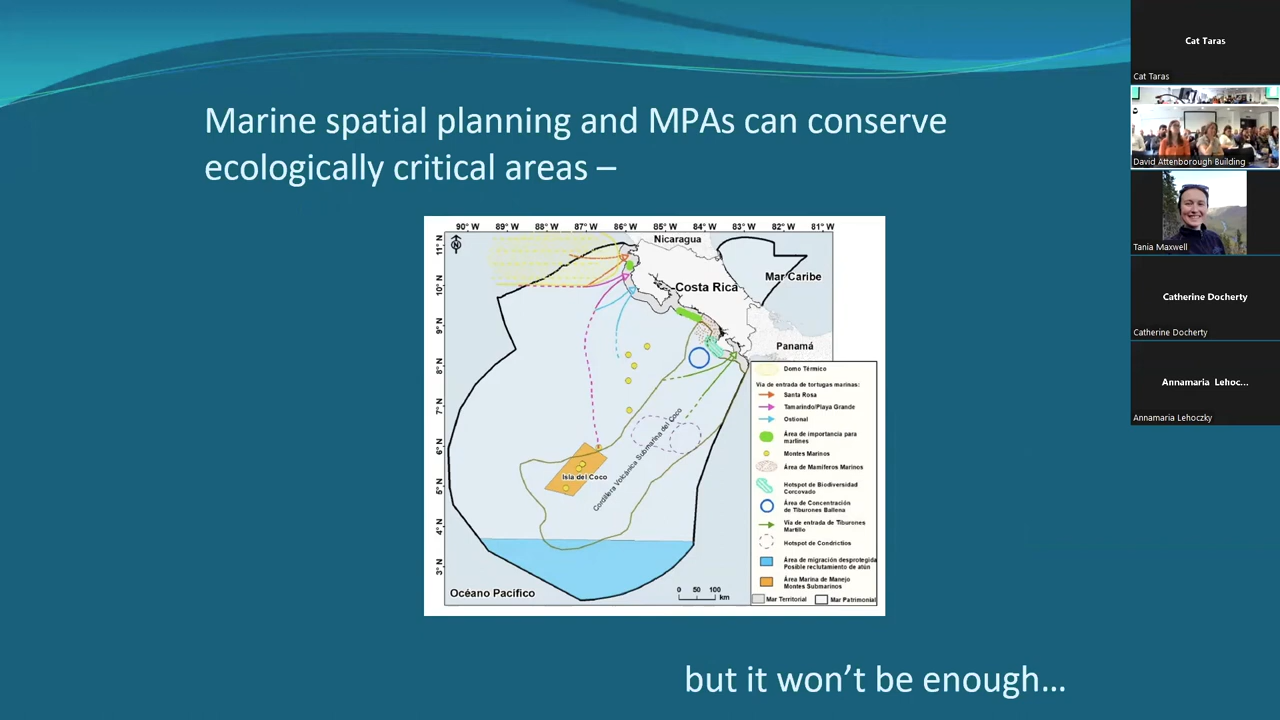 Marine spatial planning and MPAs can conserve
ecologically critical areas –
90° W 89° W 88° W 87° W 86° W 85° W 84° W 83° W 82° W 81° W
11° N
10° N
9° N
8° N
7° N
6° N
5° N
4° N
3° N
N
Nicaragua
Mar Caribe
Costa Rica
Panamá
Cordillera Volcánica Submarina del Coco
Isla del Coco
Océano Pacifico
0 50 100
km
Domo Térmico
Vía de entrada de tortugas marinas:
Santa Rosa
Tamarindo/Playa Grande
Ostional
Área de importancia para
marlines
Montes Marinos
Área de Mamíferos Marinos
Hotspot de Biodiversidad
Corcovado
Área de Concentración
de Tiburones Ballena
Vía de entrada de Tiburones
Martillo
Hotspot de Condrictios
Área de migración desprotegida
Posible reclutamiento de atún
Área Marina de Manejo
Montes Submarinos
Mar Territorial Mar Patrimonial
but it won’t be enough…
Cat Taras
Cat Taras
David Attenborough Building
Tania Maxwell
Catherine Docherty
Catherine Docherty
Annamaria Lehoc...
Annamaria Lehoczky